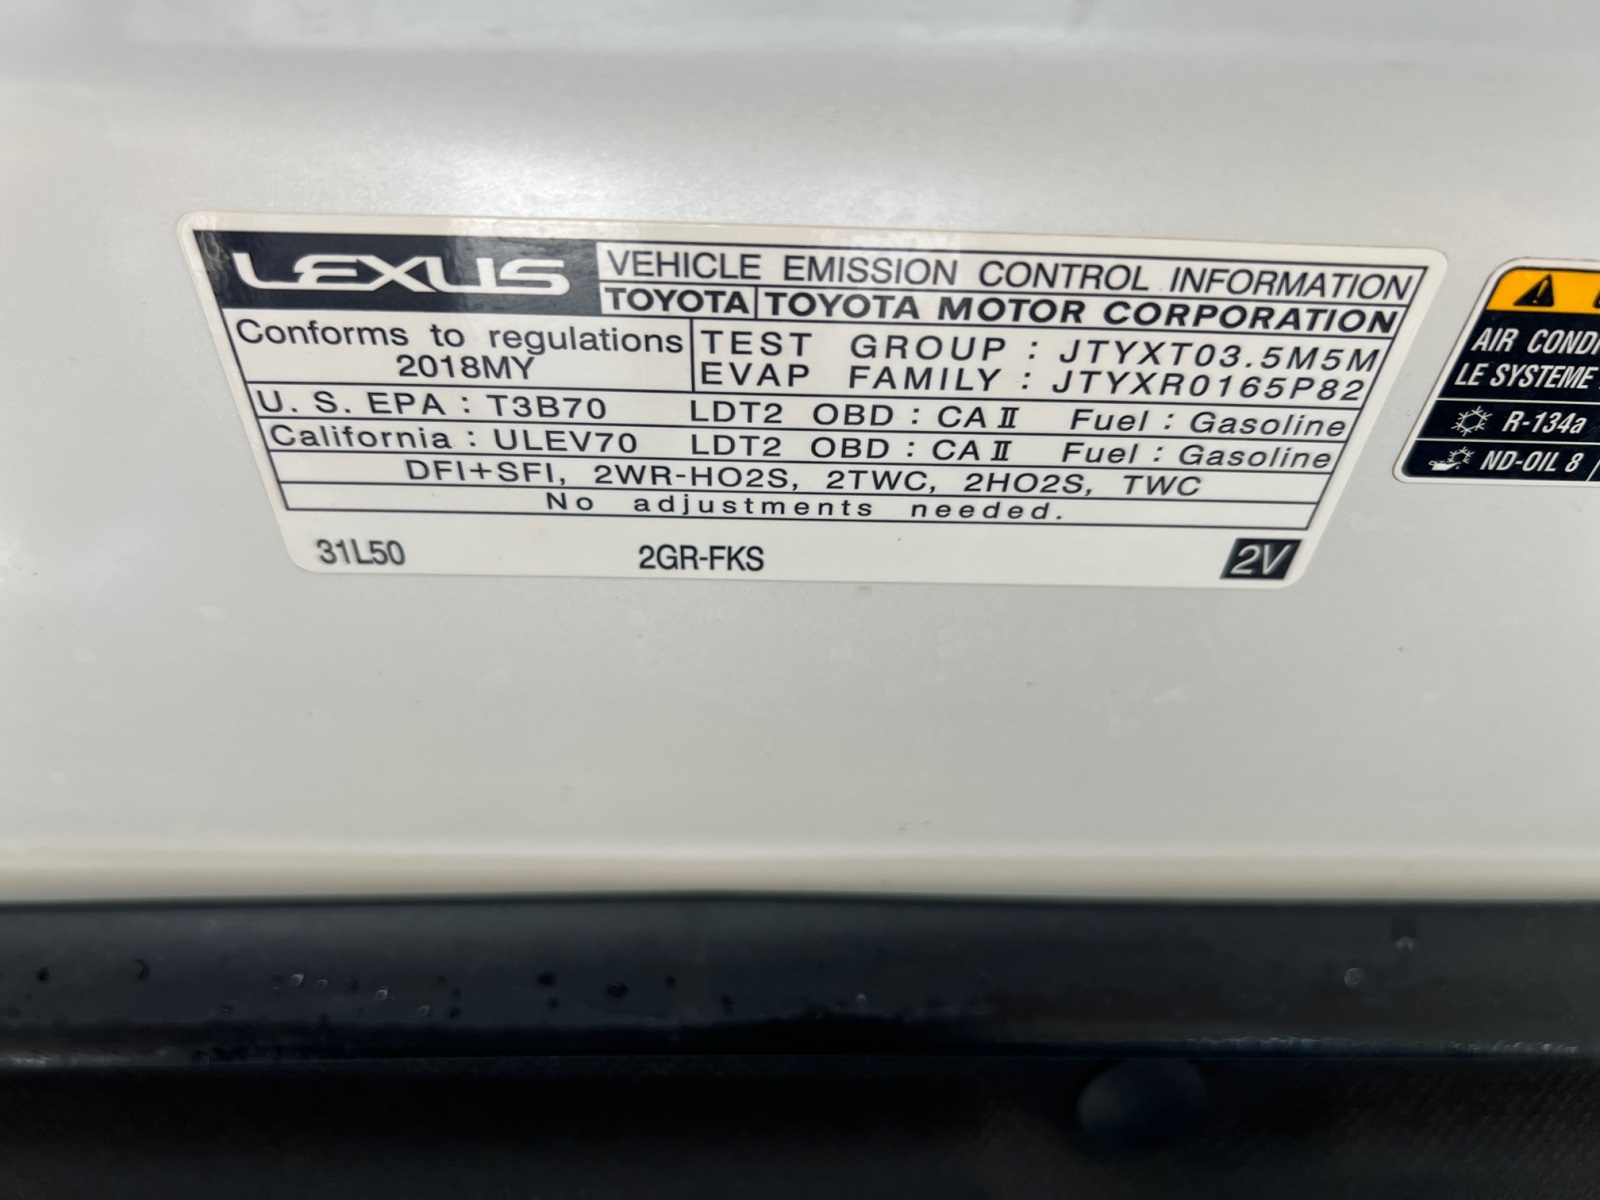 LEXUS
VEHICLE EMISSION CONTROL INFORMATION
TOYOTA TOYOTA MOTOR CORPORATION
Conforms to regulations
2018MY
TEST GROUP : JTYXT03.5M5M
EVAP FAMILY : JTYXR0165P82
U. S. EPA : T3B70 LDT2 OBD : CA II Fuel : Gasoline
California : ULEV70 LDT2 OBD : CA II Fuel : Gasoline
DFI+SFI, 2WR-HO2S, 2TWC, 2HO2S, TWC
No adjustments needed.
31L50 2GR-FKS 2V
AIR
LE SYSTEME
R-134a
ND-OIL 8